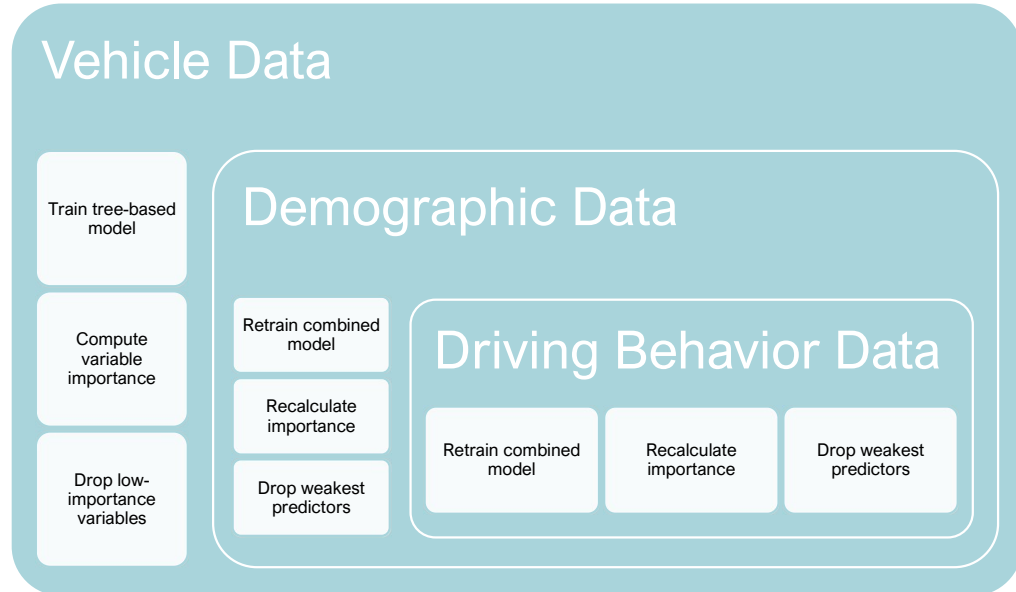 Vehicle Data
Train tree-based
model
Compute
variable
importance
Drop low-
importance
variables
Demographic Data
Retrain combined
model
Recalculate
importance
Drop weakest
predictors
Driving Behavior Data
Retrain combined
model
Recalculate
importance
Drop weakest
predictors